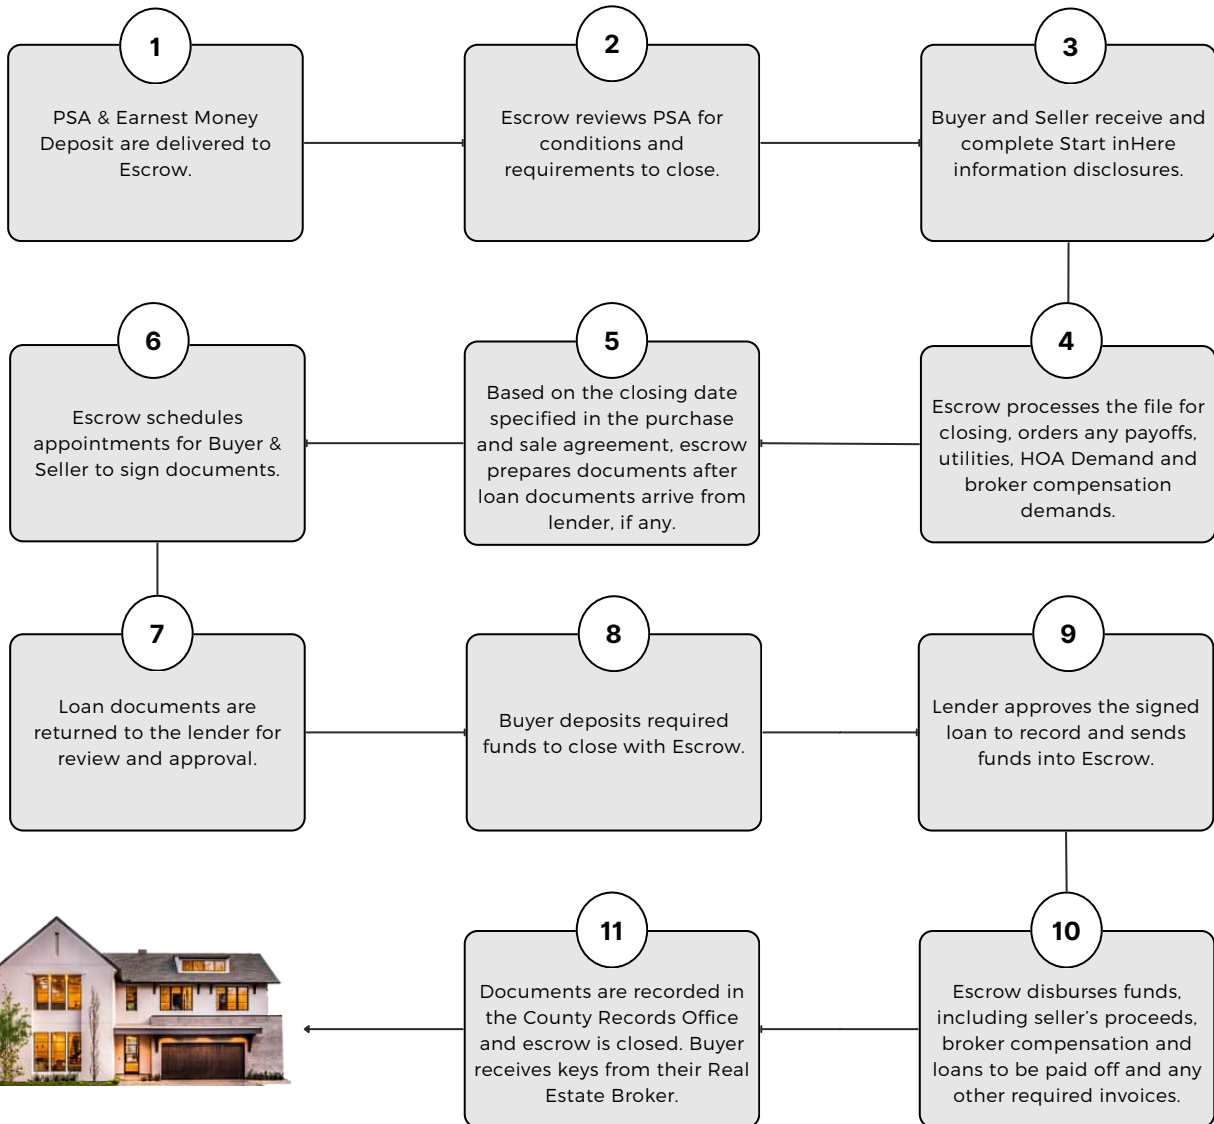 1
PSA & Earnest Money
Deposit are delivered to
Escrow.
2
Escrow reviews PSA for
conditions and
requirements to close.
3
Buyer and Seller receive and
complete Start inHere
information disclosures.
4
Escrow processes the file for
closing, orders any payoffs,
utilities, HOA Demand and
broker compensation
demands.
5
Based on the closing date
specified in the purchase
and sale agreement, escrow
prepares documents after
loan documents arrive from
lender, if any.
6
Escrow schedules
appointments for Buyer &
Seller to sign documents.
7
Loan documents are
returned to the lender for
review and approval.
8
Buyer deposits required
funds to close with Escrow.
9
Lender approves the signed
loan to record and sends
funds into Escrow.
10
Escrow disburses funds,
including seller’s proceeds,
broker compensation and
loans to be paid off and any
other required invoices.
11
Documents are recorded in
the County Records Office
and escrow is closed. Buyer
receives keys from their Real
Estate Broker.